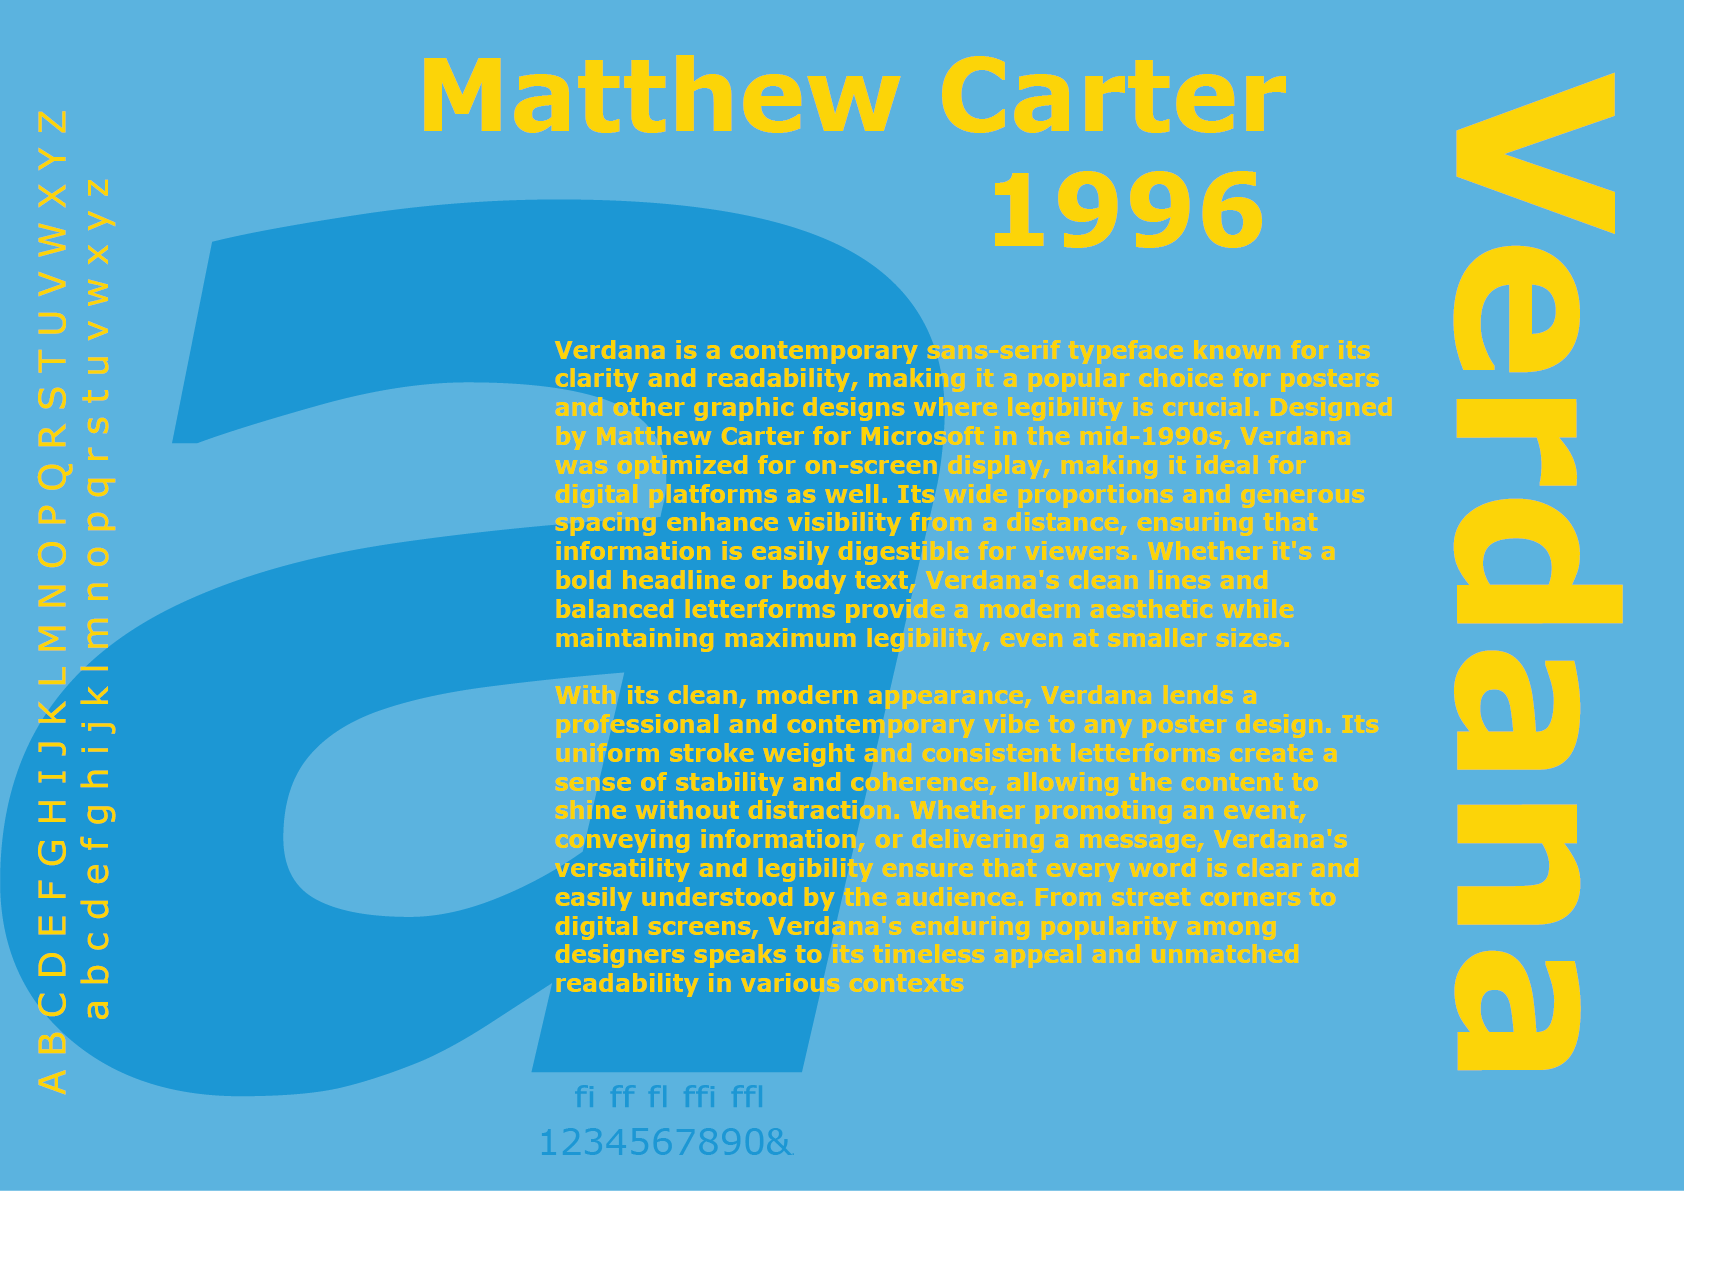 Matthew Carter
1996
Verdana
A B C D E F G H I J K L M N O P Q R S T U V W X Y Z
a b c d e f g h i j k l m n o p q r s t u v w x y z
a
Verdana is a contemporary sans-serif typeface known for its
clarity and readability, making it a popular choice for posters
and other graphic designs where legibility is crucial. Designed
by Matthew Carter for Microsoft in the mid-1990s, Verdana
was optimized for on-screen display, making it ideal for
digital platforms as well. Its wide proportions and generous
spacing enhance visibility from a distance, ensuring that
information is easily digestible for viewers. Whether it's a
bold headline or body text, Verdana's clean lines and
balanced letterforms provide a modern aesthetic while
maintaining maximum legibility, even at smaller sizes.
With its clean, modern appearance, Verdana lends a
professional and contemporary vibe to any poster design. Its
uniform stroke weight and consistent letterforms create a
sense of stability and coherence, allowing the content to
shine without distraction. Whether promoting an event,
conveying information, or delivering a message, Verdana's
versatility and legibility ensure that every word is clear and
easily understood by the audience. From street corners to
digital screens, Verdana's enduring popularity among
designers speaks to its timeless appeal and unmatched
readability in various contexts
fi ff fl ffi ffl
1234567890&